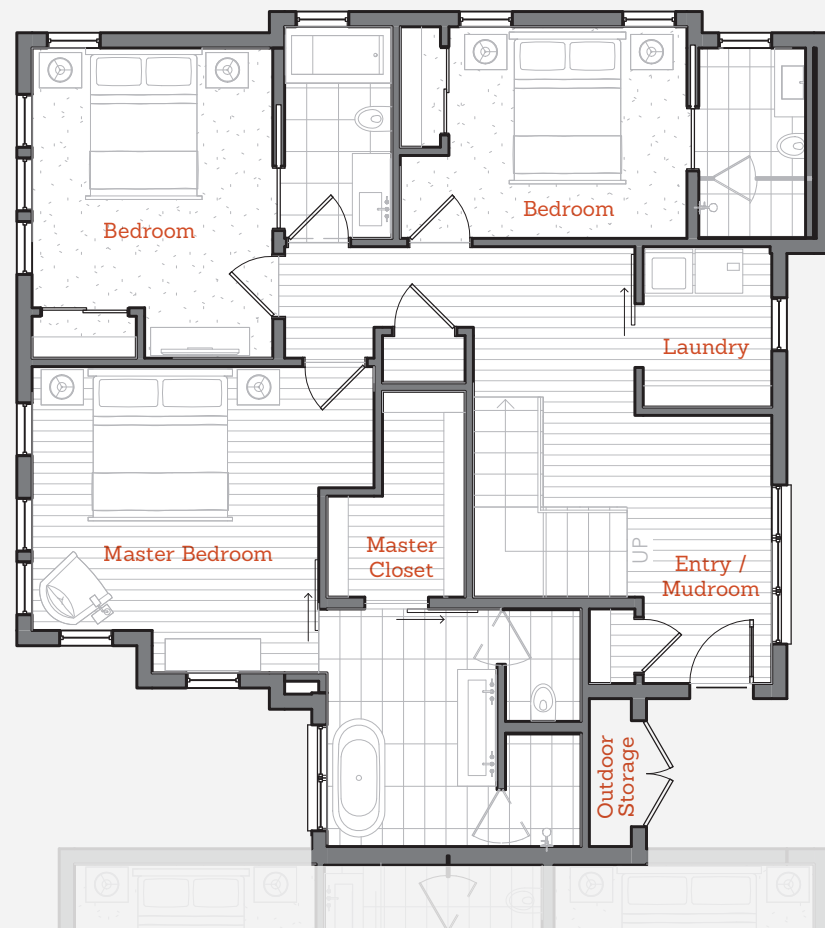 Bedroom
Bedroom
Laundry
Master Bedroom
Master
Closet
UP
Entry /
Mudroom
Outdoor
Storage